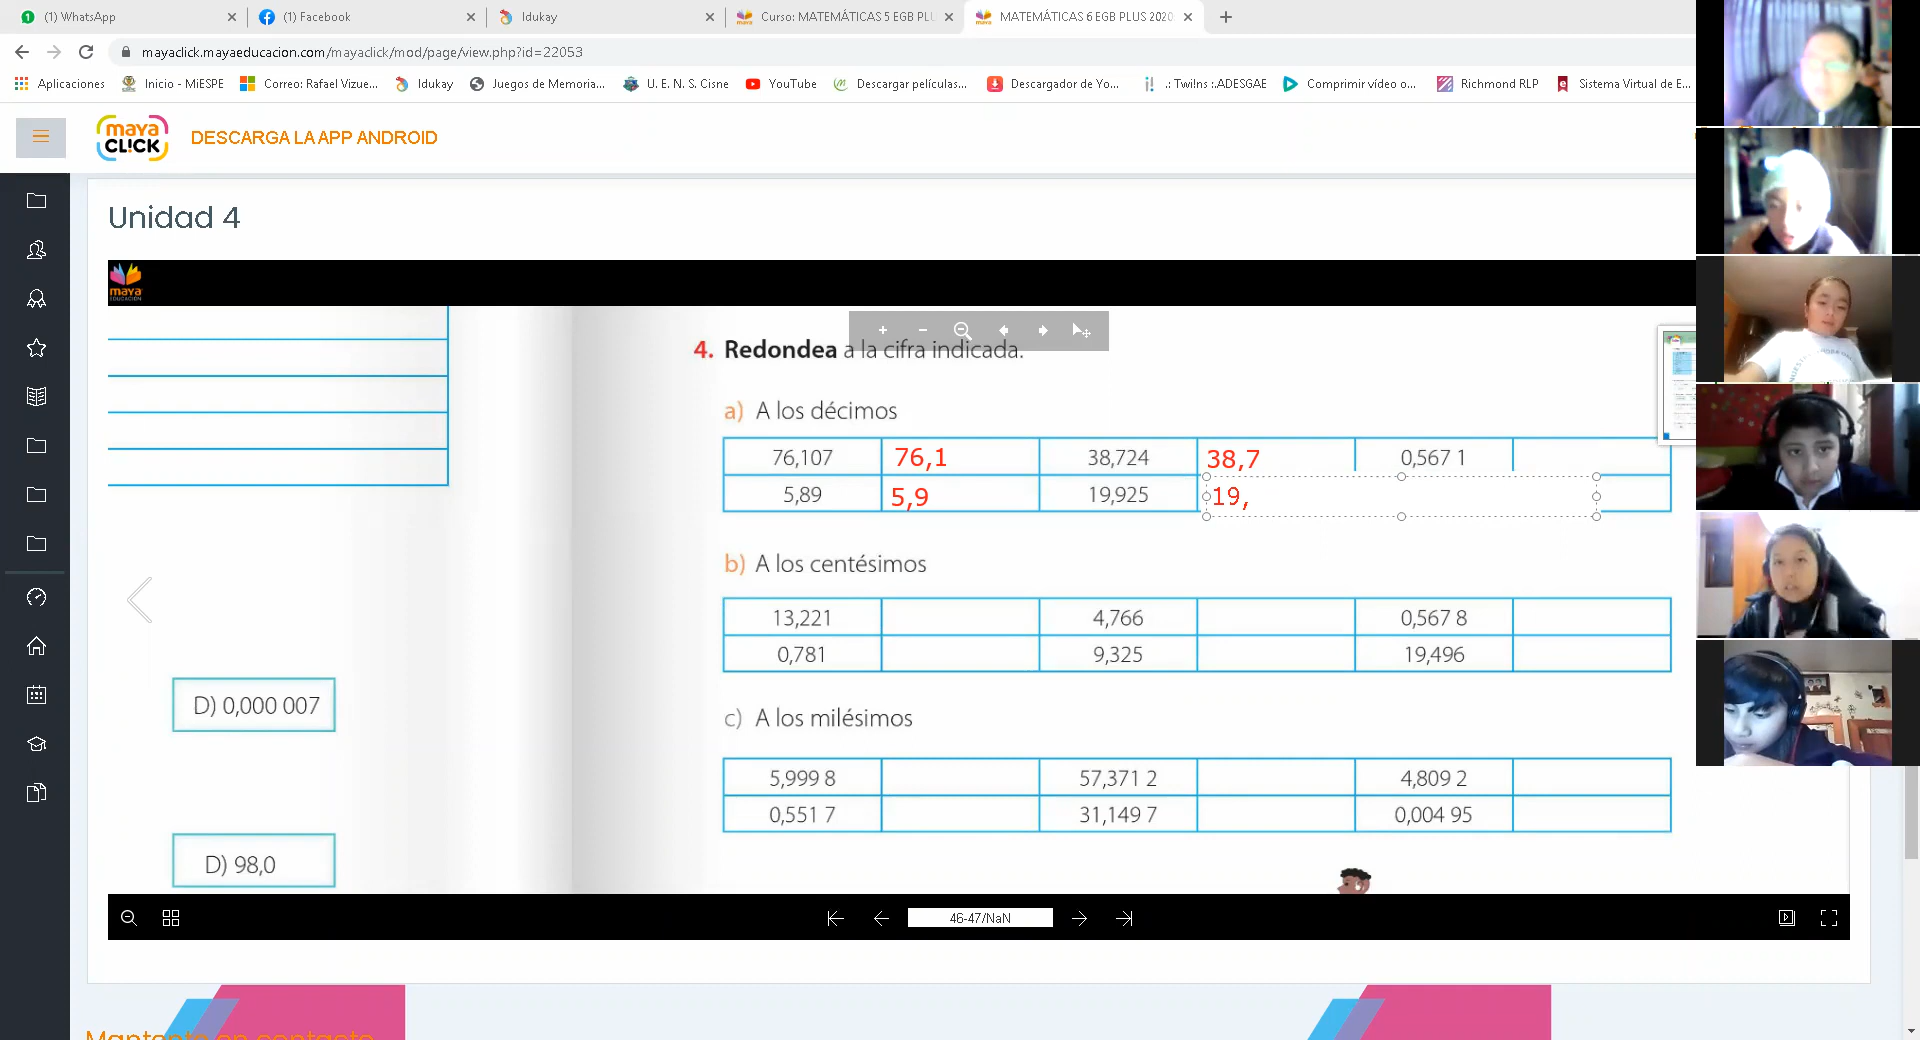 (1) WhatsApp
(1) Facebook
Idukay
Curso: MATEMÁTICAS 5 EGB PLU
MATEMÁTICAS 6 EGB PLUS 2020
mayaclick.mayaeducacion.com/mayaclick/mod/page/view.php?id=22053
Aplicaciones
Inicio - MiESPE
Correo: Rafael Vizue...
Idukay
Juegos de Memoria...
U. E. N. S. Cisne
YouTube
Descargar películas...
Descargador de Yo...
.: Twi!ns :.ADESGAE
Comprimir vídeo o...
Richmond RLP
Sistema Virtual de E...
maya CLICK
DESCARGA LA APP ANDROID
Unidad 4
maya
EDUCACIÓN
4. Redondea a la cifra indicada.
a) A los décimos
76,107 76,1 38,724 38,7 0,567 1
5,89 5,9 19,925 19,
b) A los centésimos
13,221 4,766 0,567 8
0,781 9,325 19,496
c) A los milésimos
5,999 8 57,371 2 4,809 2
0,551 7 31,149 7 0,004 95
D) 0,000 007
D) 98,0
46-47/NaN